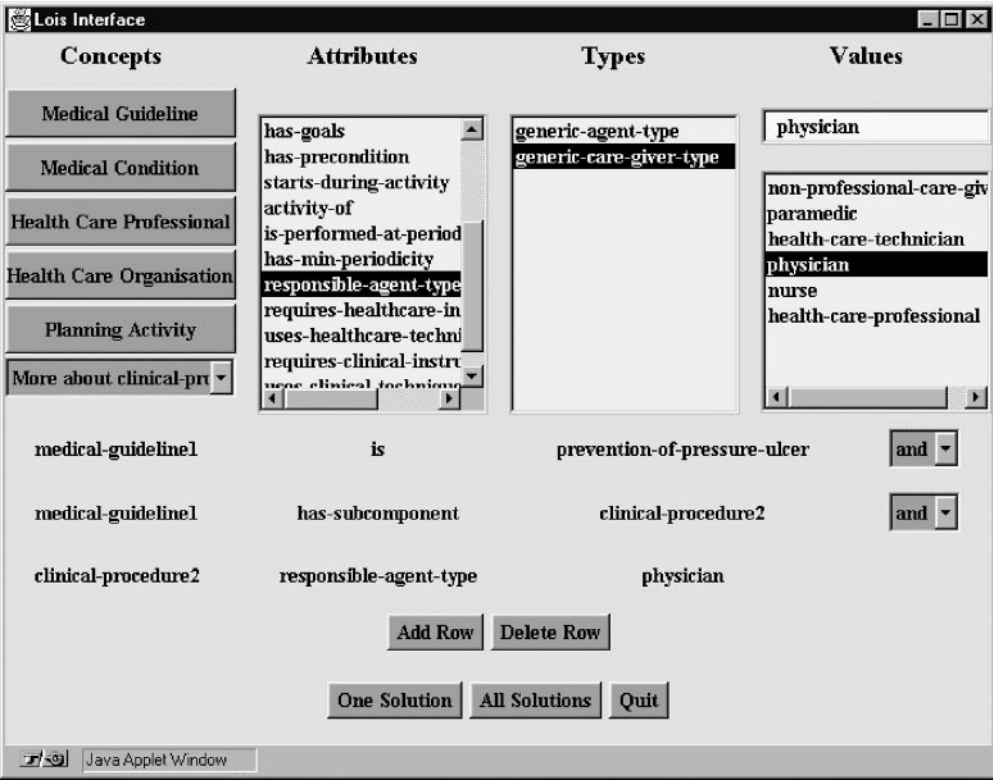 Lois Interface
Concepts Attributes Types Values
Medical Guideline
Medical Condition
Health Care Professional
Health Care Organisation
Planning Activity
More about clinical-pro
has-goals
has-precondition
starts-during-activity
activity-of
is-performed-at-period
has-min-periodicity
responsible-agent-type
requires-healthcare-in
uses-healthcare-techni
requires-clinical-instru
uses-clinical-technique
generic-agent-type
generic-care-giver-type
physician
non-professional-care-giv
paramedic
health-care-technician
physician
nurse
health-care-professional
medical-guideline1 is prevention-of-pressure-ulcer and
medical-guideline1 has-subcomponent clinical-procedure2 and
clinical-procedure2 responsible-agent-type physician
Add Row Delete Row
One Solution All Solutions Quit
Java Applet Window